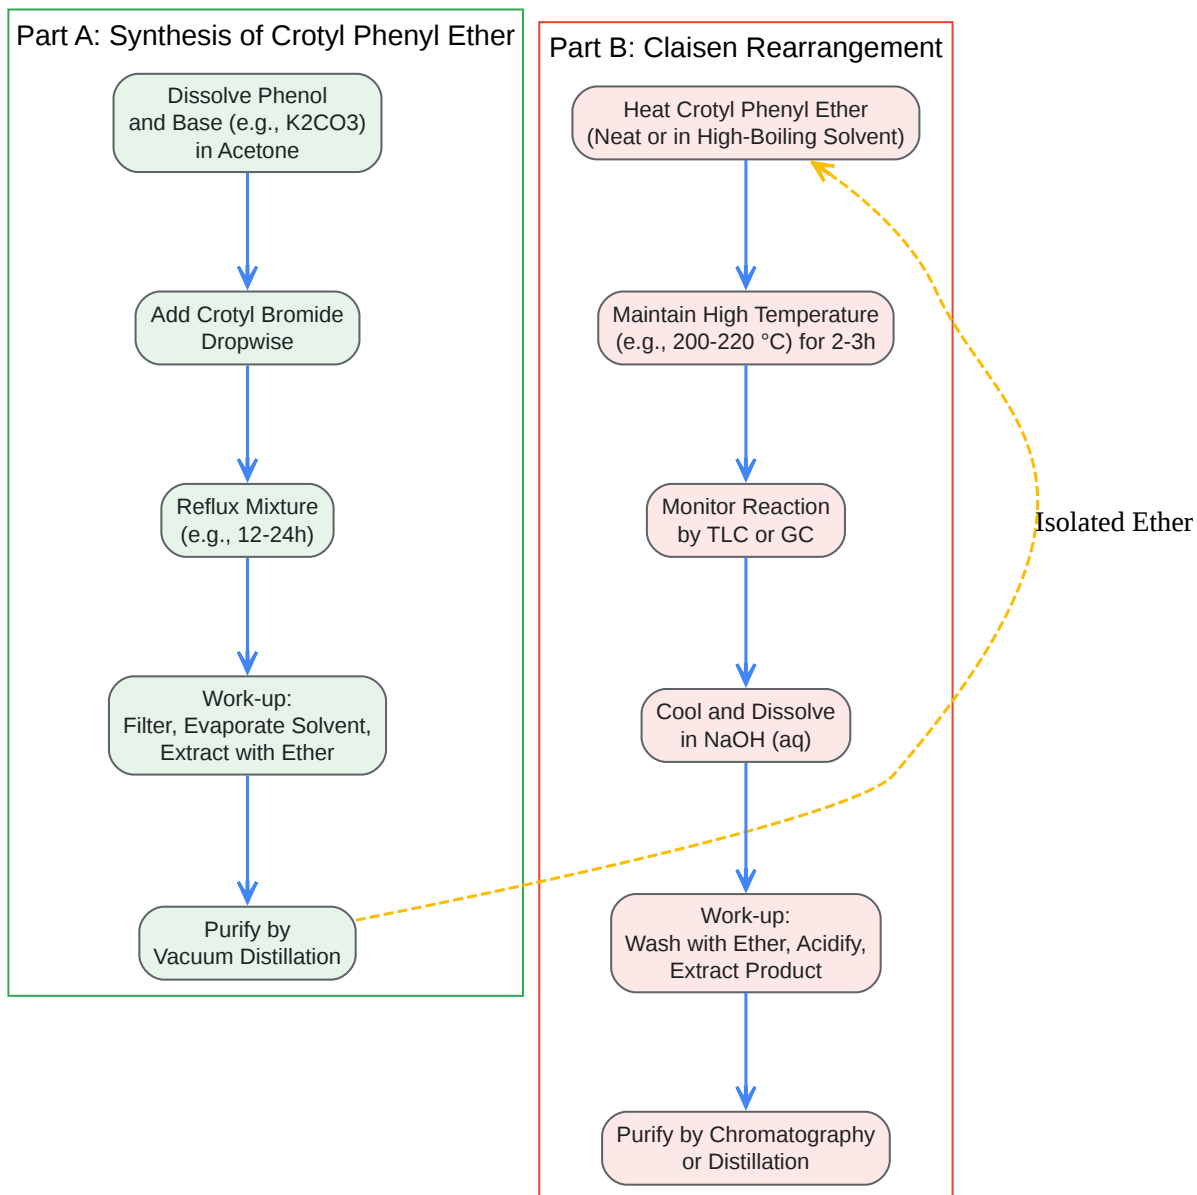 Part A: Synthesis of Crotyl Phenyl Ether
Dissolve Phenol
and Base (e.g., K2CO3)
in Acetone
Add Crotyl Bromide
Dropwise
Reflux Mixture
(e.g., 12-24h)
Work-up:
Filter, Evaporate Solvent,
Extract with Ether
Purify by
Vacuum Distillation
Part B: Claisen Rearrangement
Heat Crotyl Phenyl Ether
(Neat or in High-Boiling Solvent)
Maintain High Temperature
(e.g., 200-220 °C) for 2-3h
Monitor Reaction
by TLC or GC
Cool and Dissolve
in NaOH (aq)
Work-up:
Wash with Ether, Acidify,
Extract Product
Purify by Chromatography
or Distillation
Isolated Ether